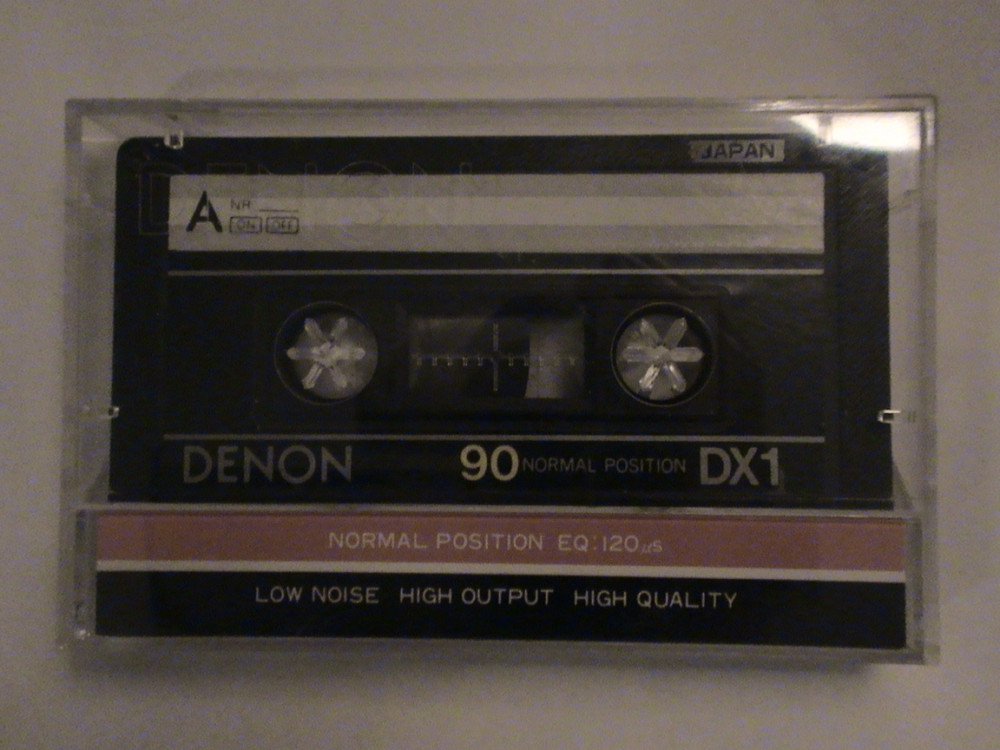 DENON
JAPAN
A NR
ON OFF
DENON 90 NORMAL POSITION DX1
NORMAL POSITION EQ:120μs
LOW NOISE HIGH OUTPUT HIGH QUALITY